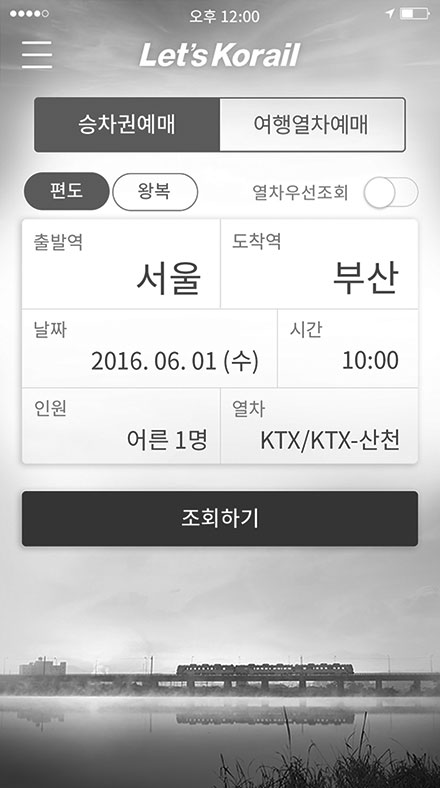 오후 12:00
Let's Korail
승차권예매 여행열차예매
편도 왕복 열차우선조회
출발역 도착역
서울 부산
날짜 시간
2016. 06. 01 (수) 10:00
인원 열차
어른 1명 KTX/KTX-산천
조회하기